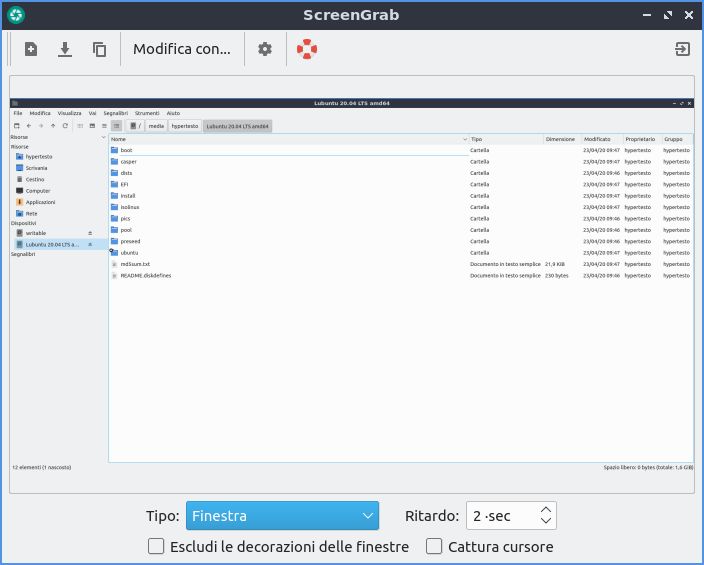 ScreenGrab
Modifica con...
Lubuntu 20.04 LTS amd64
File Modifica Visualizza Vai Segnalibri Strumenti Aiuto
/ media hypertesto Lubuntu 20.04 LTS amd64
Risorse
Nome Tipo Dimensione Modificato Proprietario Gruppo
Risorse
hypertesto
Scrivania
Cestino
Computer
Applicazioni
Rete
Dispositivi
writable
Lubuntu 20.04 LTS a...
Segnalibri
boot Cartella 23/04/20 09:47 hypertesto hypertesto
casper Cartella 23/04/20 09:47 hypertesto hypertesto
dists Cartella 23/04/20 09:46 hypertesto hypertesto
EFI Cartella 23/04/20 09:47 hypertesto hypertesto
install Cartella 23/04/20 09:47 hypertesto hypertesto
isolinux Cartella 23/04/20 09:47 hypertesto hypertesto
pics Cartella 23/04/20 09:46 hypertesto hypertesto
pool Cartella 23/04/20 09:46 hypertesto hypertesto
preseed Cartella 23/04/20 09:47 hypertesto hypertesto
ubuntu Cartella 23/04/20 09:47 hypertesto hypertesto
md5sum.txt Documento in testo semplice 21,9 KiB 23/04/20 09:47 hypertesto hypertesto
README.diskdefines Documento in testo semplice 230 bytes 23/04/20 09:46 hypertesto hypertesto
12 elementi (1 nascosto) Spazio libero: 0 bytes (totale: 1,6 GiB)
Tipo: Finestra Ritardo: 2 ·sec
Escludi le decorazioni delle finestre Cattura cursore